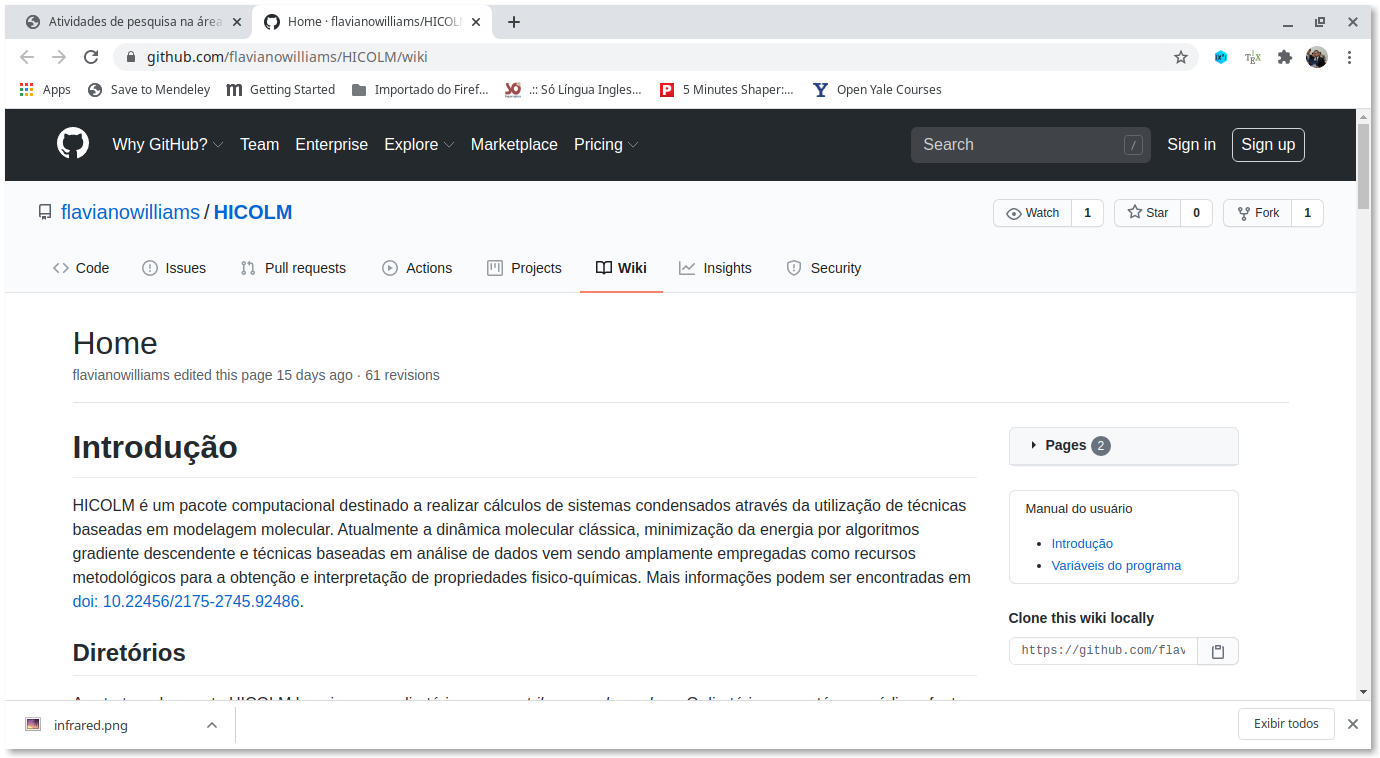 Atividades de pesquisa na área
Home · flavianowilliams/HICOL
github.com/flavianowilliams/HICOLM/wiki
Apps Save to Mendeley Getting Started Importado do Firef... .:: Só Língua Ingles... 5 Minutes Shaper:... Open Yale Courses
Why GitHub? Team Enterprise Explore Marketplace Pricing Search / Sign in Sign up
flavianowilliams / HICOLM Watch 1 Star 0 Fork 1
Code Issues Pull requests Actions Projects Wiki Insights Security
Home
flavianowilliams edited this page 15 days ago · 61 revisions
Introdução
HICOLM é um pacote computacional destinado a realizar cálculos de sistemas condensados através da utilização de técnicas
baseadas em modelagem molecular. Atualmente a dinâmica molecular clássica, minimização da energia por algoritmos
gradiente descendente e técnicas baseadas em análise de dados vem sendo amplamente empregadas como recursos
metodológicos para a obtenção e interpretação de propriedades fisico-químicas. Mais informações podem ser encontradas em
doi: 10.22456/2175-2745.92486.
Diretórios
Pages 2
Manual do usuário
Introdução
Variáveis do programa
Clone this wiki locally
https://github.com/flav
infrared.png Exibir todos